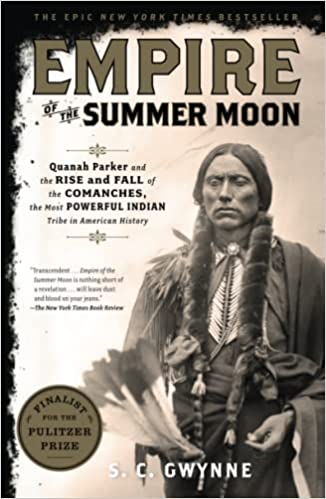 THE EPIC NEW YORK TIMES BESTSELLER
EMPIRE
OF THE SUMMER MOON
Quanah Parker and
the RISE and FALL of
the COMANCHES,
the Most POWERFUL INDIAN
Tribe in American History
"Transcendent . . . Empire of the
Summer Moon is nothing short of
a revelation . . . will leave dust
and blood on your jeans."
—The New York Times Book Review
FINALIST
FOR THE
PULITZER
PRIZE
S. C. GWYNNE